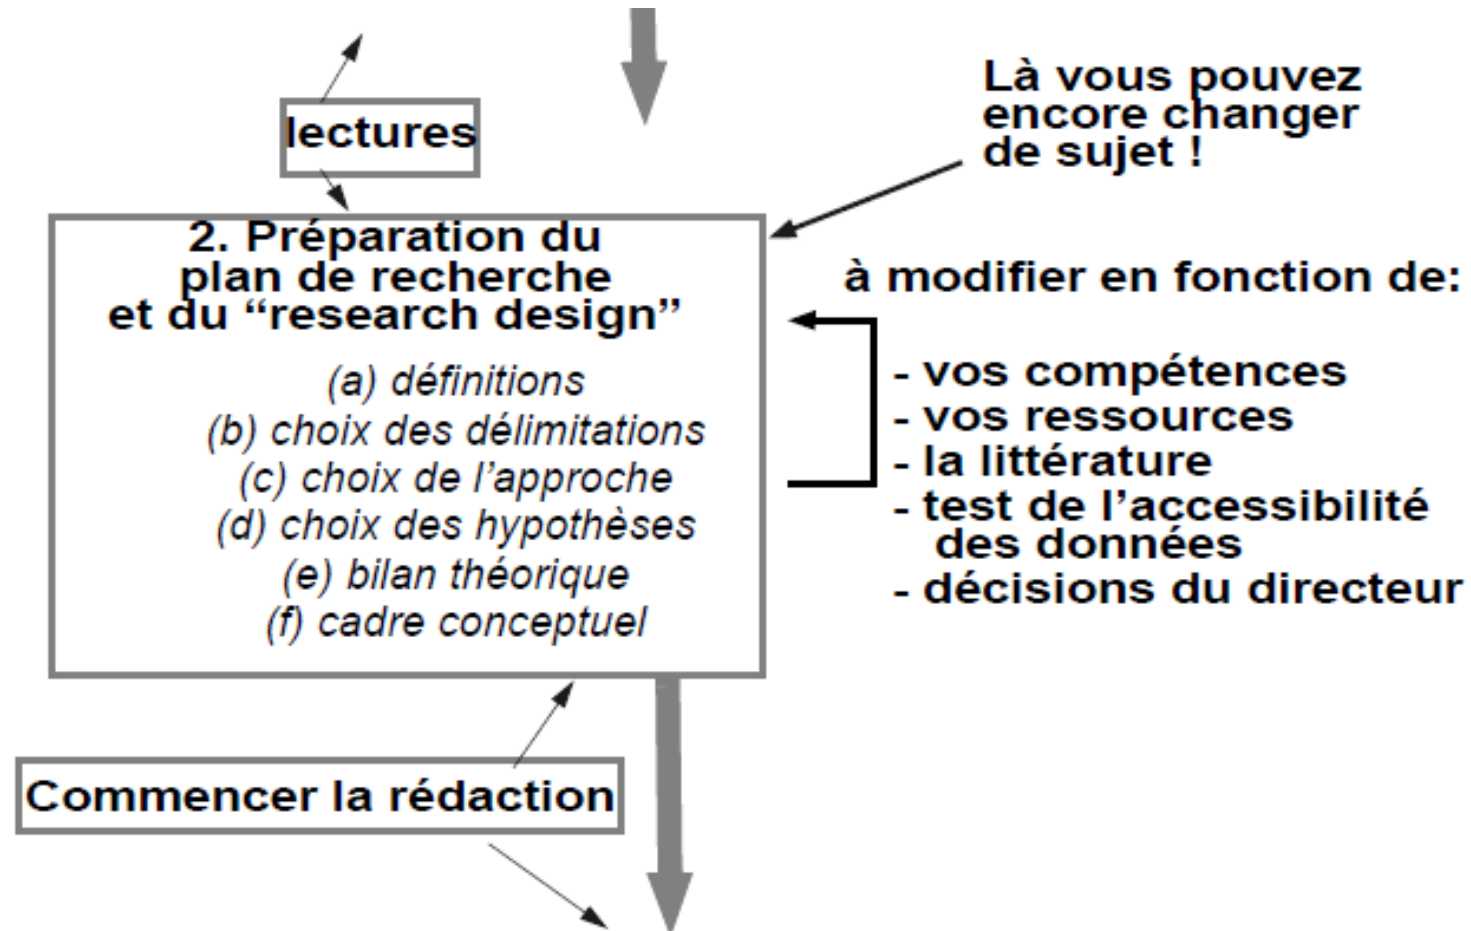 lectures
Là vous pouvez
encore changer
de sujet !
2. Préparation du
plan de recherche
et du “research design”
(a) définitions
(b) choix des délimitations
(c) choix de l’approche
(d) choix des hypothèses
(e) bilan théorique
(f) cadre conceptuel
à modifier en fonction de:
- vos compétences
- vos ressources
- la littérature
- test de l’accessibilité
des données
- décisions du directeur
Commencer la rédaction